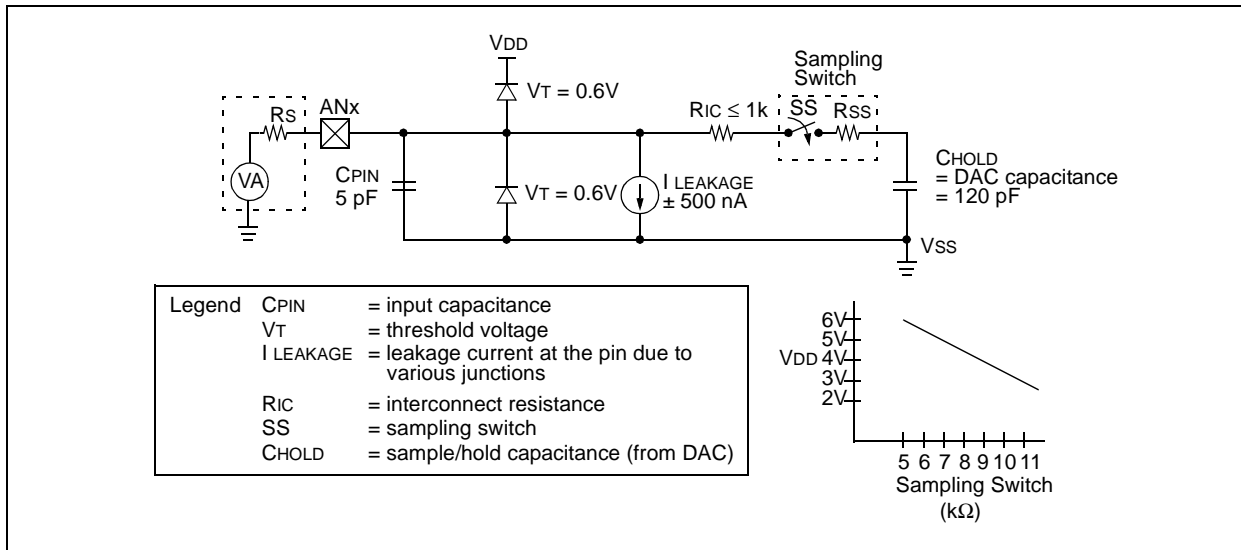 VDD
Sampling
Switch
VT = 0.6V
RS
ANx
RIC ≤ 1k
SS
RSS
VA
CPIN
5 pF
VT = 0.6V
I LEAKAGE
± 500 nA
CHOLD
= DAC capacitance
= 120 pF
VSS
Legend CPIN = input capacitance
VT = threshold voltage
I LEAKAGE = leakage current at the pin due to
various junctions
RIC = interconnect resistance
SS = sampling switch
CHOLD = sample/hold capacitance (from DAC)
6V
5V
VDD 4V
3V
2V
5 6 7 8 9 10 11
Sampling Switch
(kΩ)